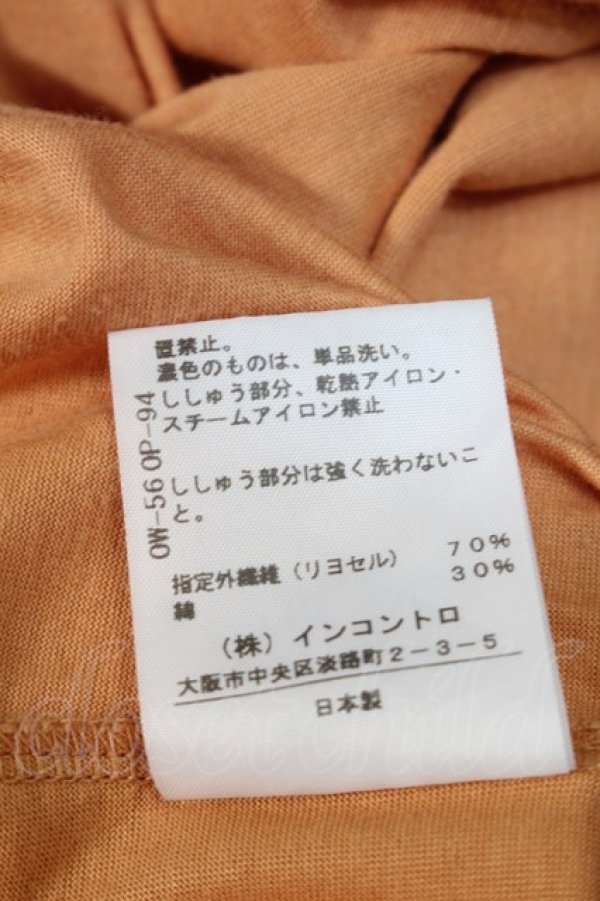 置禁止。
濃色のものは、単品洗い。
ししゅう部分、乾熱アイロン・
スチームアイロン禁止
ししゅう部分は強く洗わないこ
と。
指定外繊維（リヨセル） 70%
綿 30%
（株）インコントロ
大阪市中央区淡路町2-3-5
日本製
OW-56 OP-94
closet child